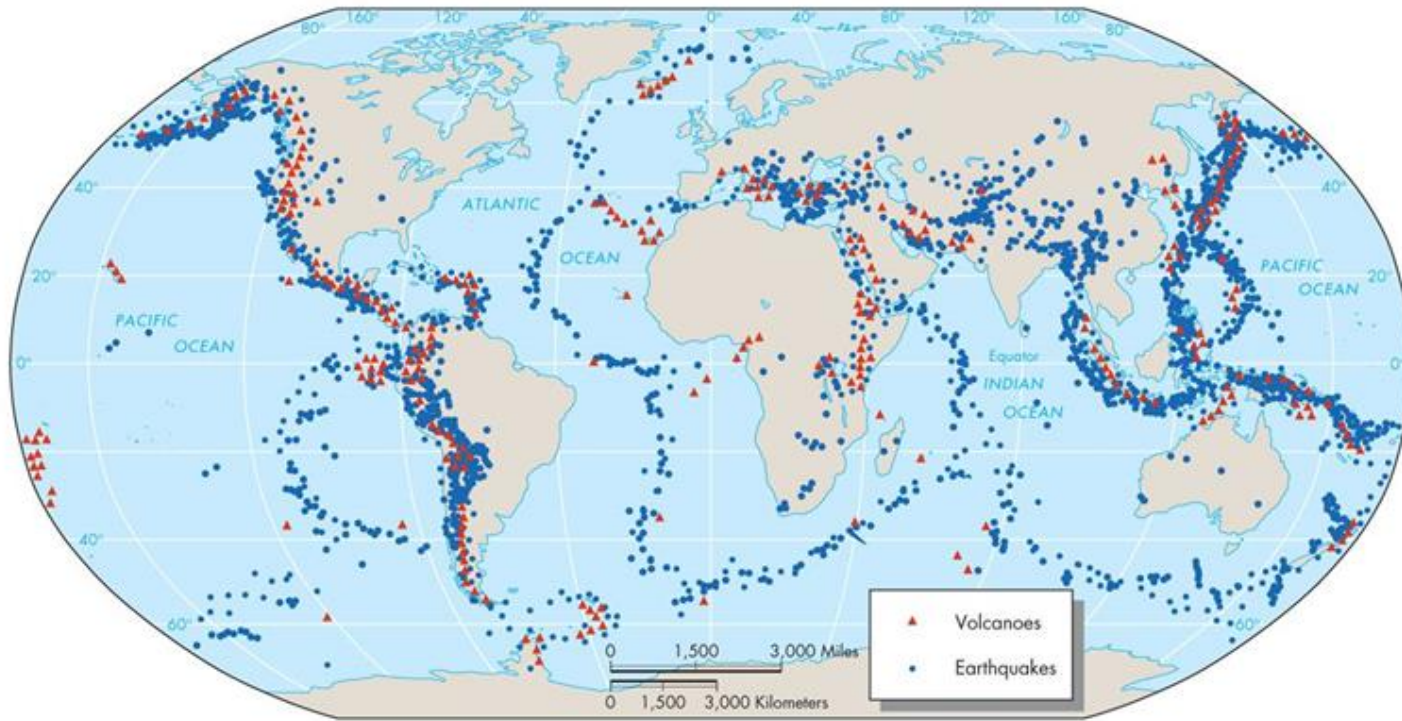 80° 160° 120° 40° 0° 40° 80° 120° 160° 80°
40° ATLANTIC 40°
OCEAN
20° PACIFIC 20°
OCEAN
PACIFIC
OCEAN
0° Equator 0°
INDIAN
OCEAN
40° 40°
60° 60°
0 1,500 3,000 Miles
0 1,500 3,000 Kilometers
Volcanoes
Earthquakes